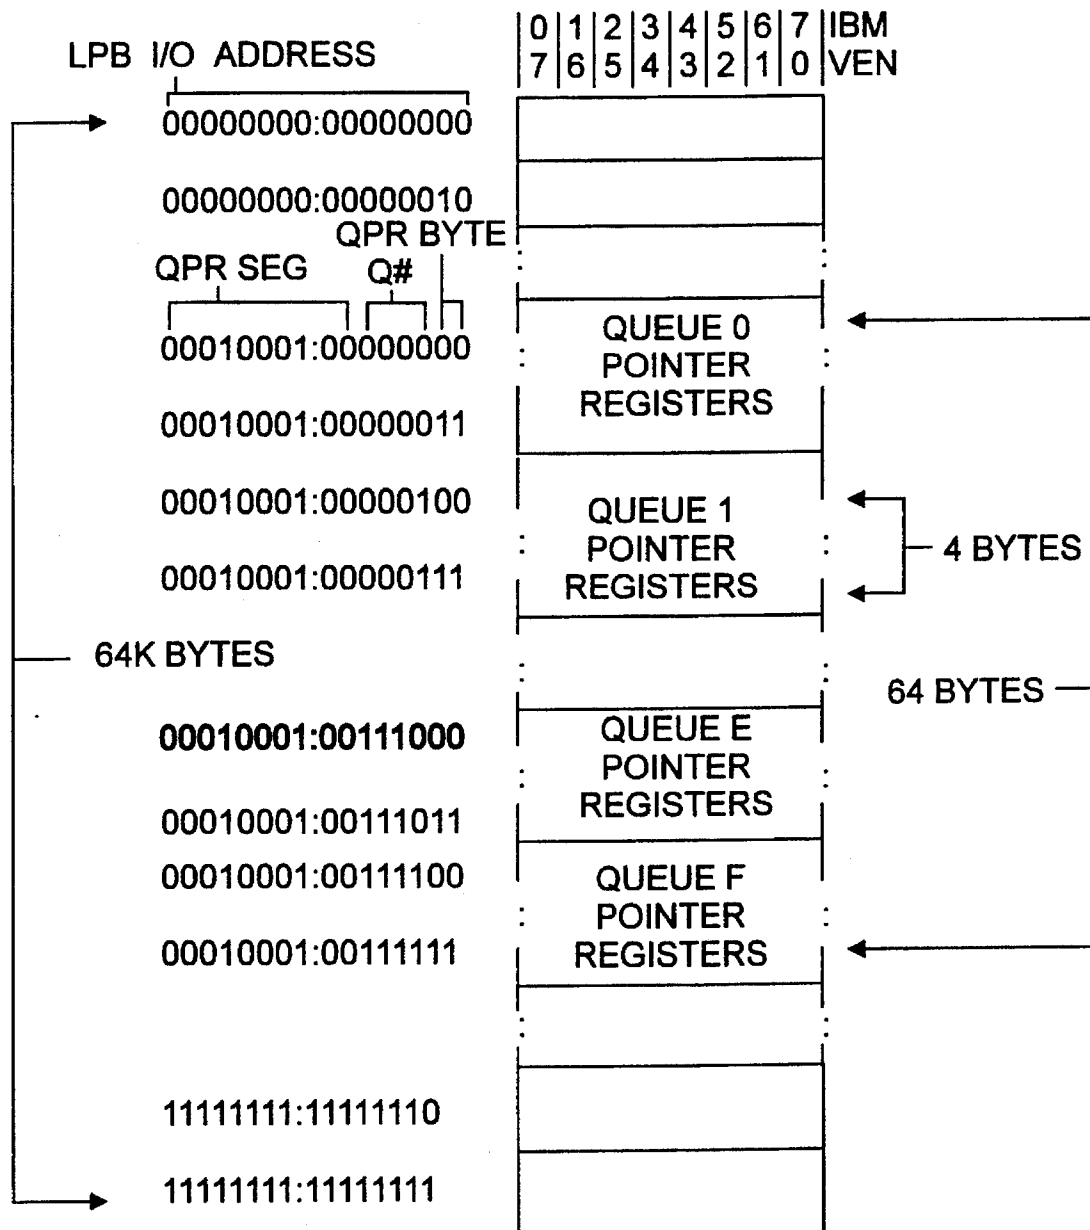 0 1 2 3 4 5 6 7 IBM
LPB I/O ADDRESS
7 6 5 4 3 2 1 0 VEN
00000000:00000000
00000000:00000010
QPR BYTE
QPR SEG Q#
00010001:00000000
QUEUE 0
POINTER
REGISTERS
00010001:00000011
00010001:00000100
QUEUE 1
POINTER
REGISTERS
4 BYTES
00010001:00000111
64K BYTES
64 BYTES
00010001:00111000
QUEUE E
POINTER
REGISTERS
00010001:00111011
00010001:00111100
QUEUE F
POINTER
REGISTERS
00010001:00111111
11111111:11111110
11111111:11111111